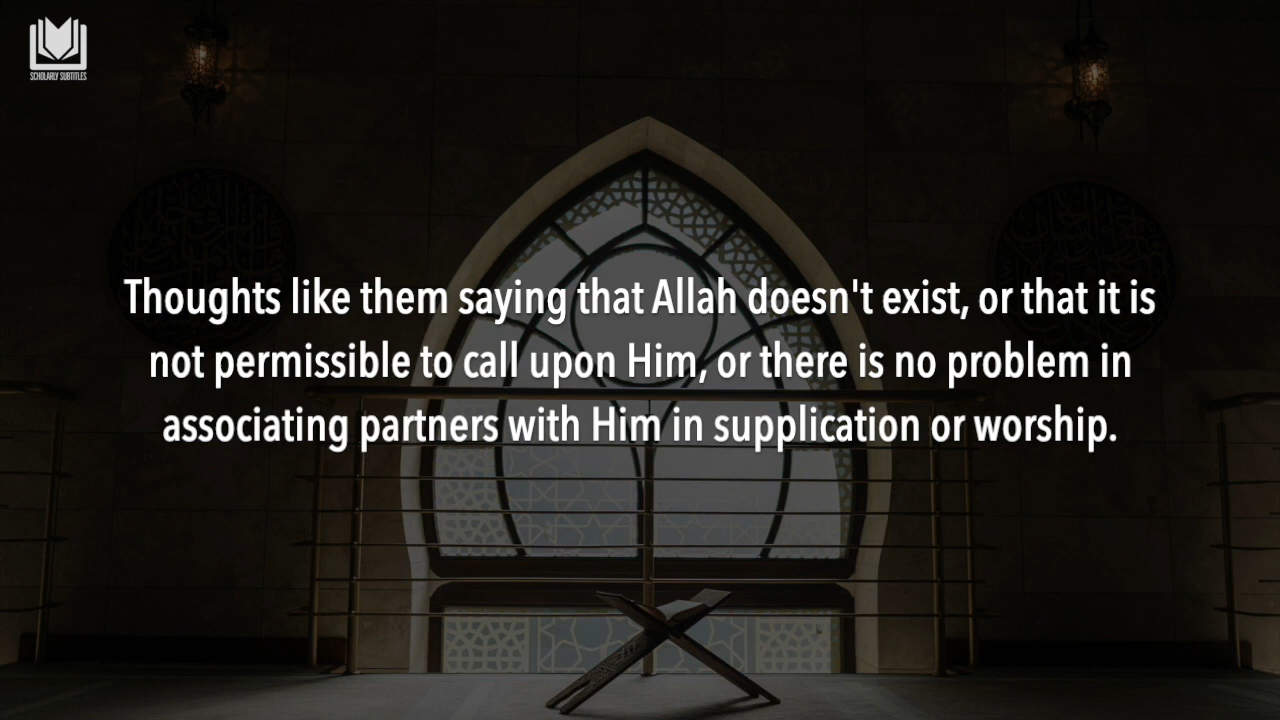 SCHOLARLY SUBTITLES
Thoughts like them saying that Allah doesn't exist, or that it is
not permissible to call upon Him, or there is no problem in
associating partners with Him in supplication or worship.